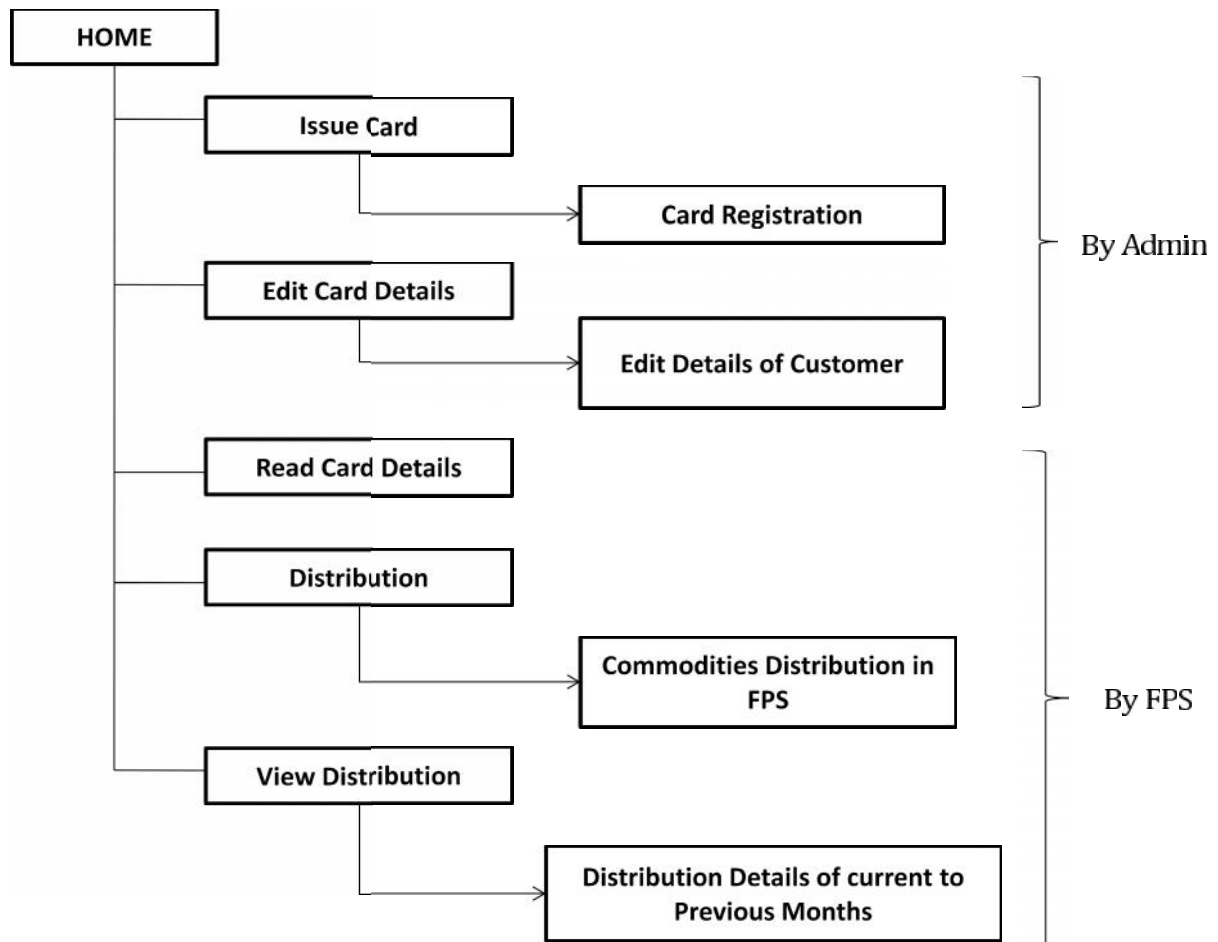 HOME
Issue Card
Card Registration
By Admin
Edit Card Details
Edit Details of Customer
Read Card Details
Distribution
Commodities Distribution in
FPS
By FPS
View Distribution
Distribution Details of current to
Previous Months